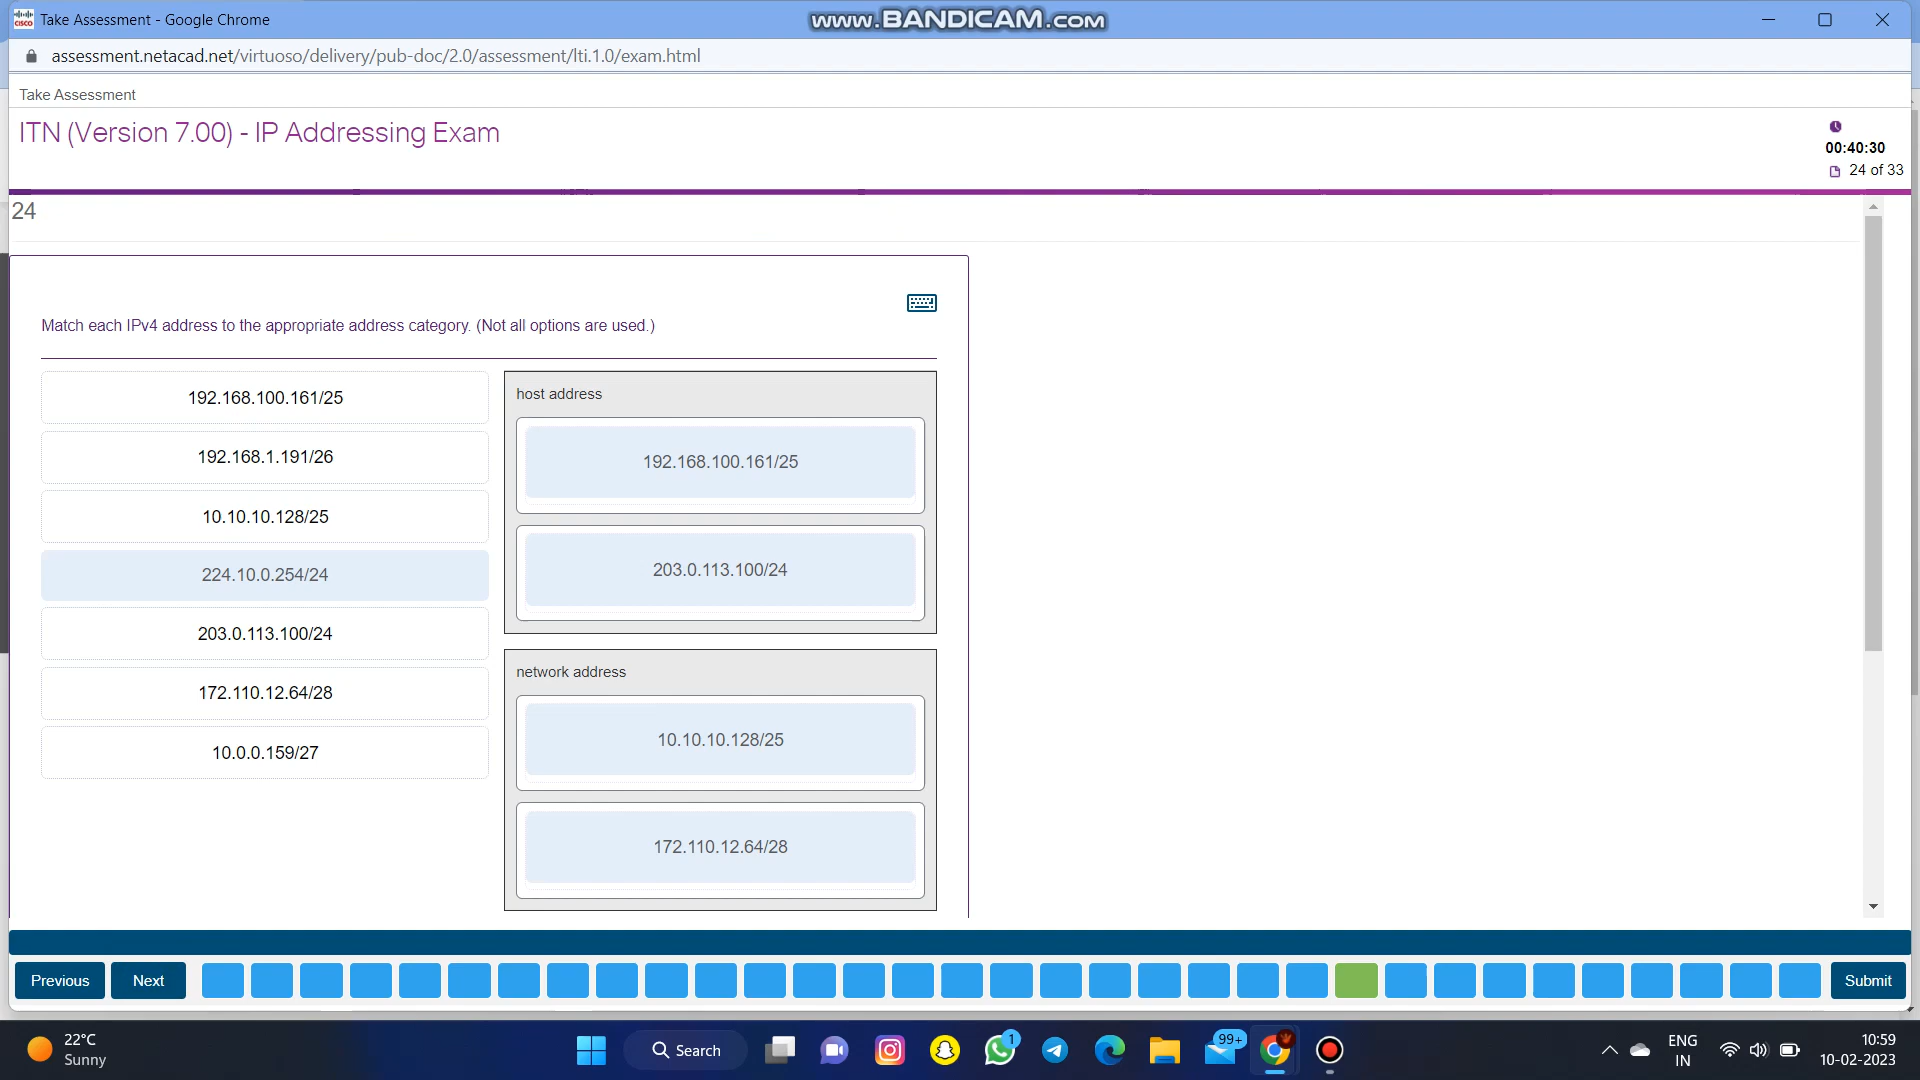 Take Assessment - Google Chrome
www.BANDICAM.com
assessment.netacad.net/virtuoso/delivery/pub-doc/2.0/assessment/lti.1.0/exam.html
Take Assessment
ITN (Version 7.00) - IP Addressing Exam
00:40:30
24 of 33
24
Match each IPv4 address to the appropriate address category. (Not all options are used.)
192.168.100.161/25
192.168.1.191/26
10.10.10.128/25
224.10.0.254/24
203.0.113.100/24
172.110.12.64/28
10.0.0.159/27
host address
192.168.100.161/25
203.0.113.100/24
network address
10.10.10.128/25
172.110.12.64/28
Previous
Next
Submit
22°C
Sunny
Search
1
99+
ENG
IN
10:59
10-02-2023